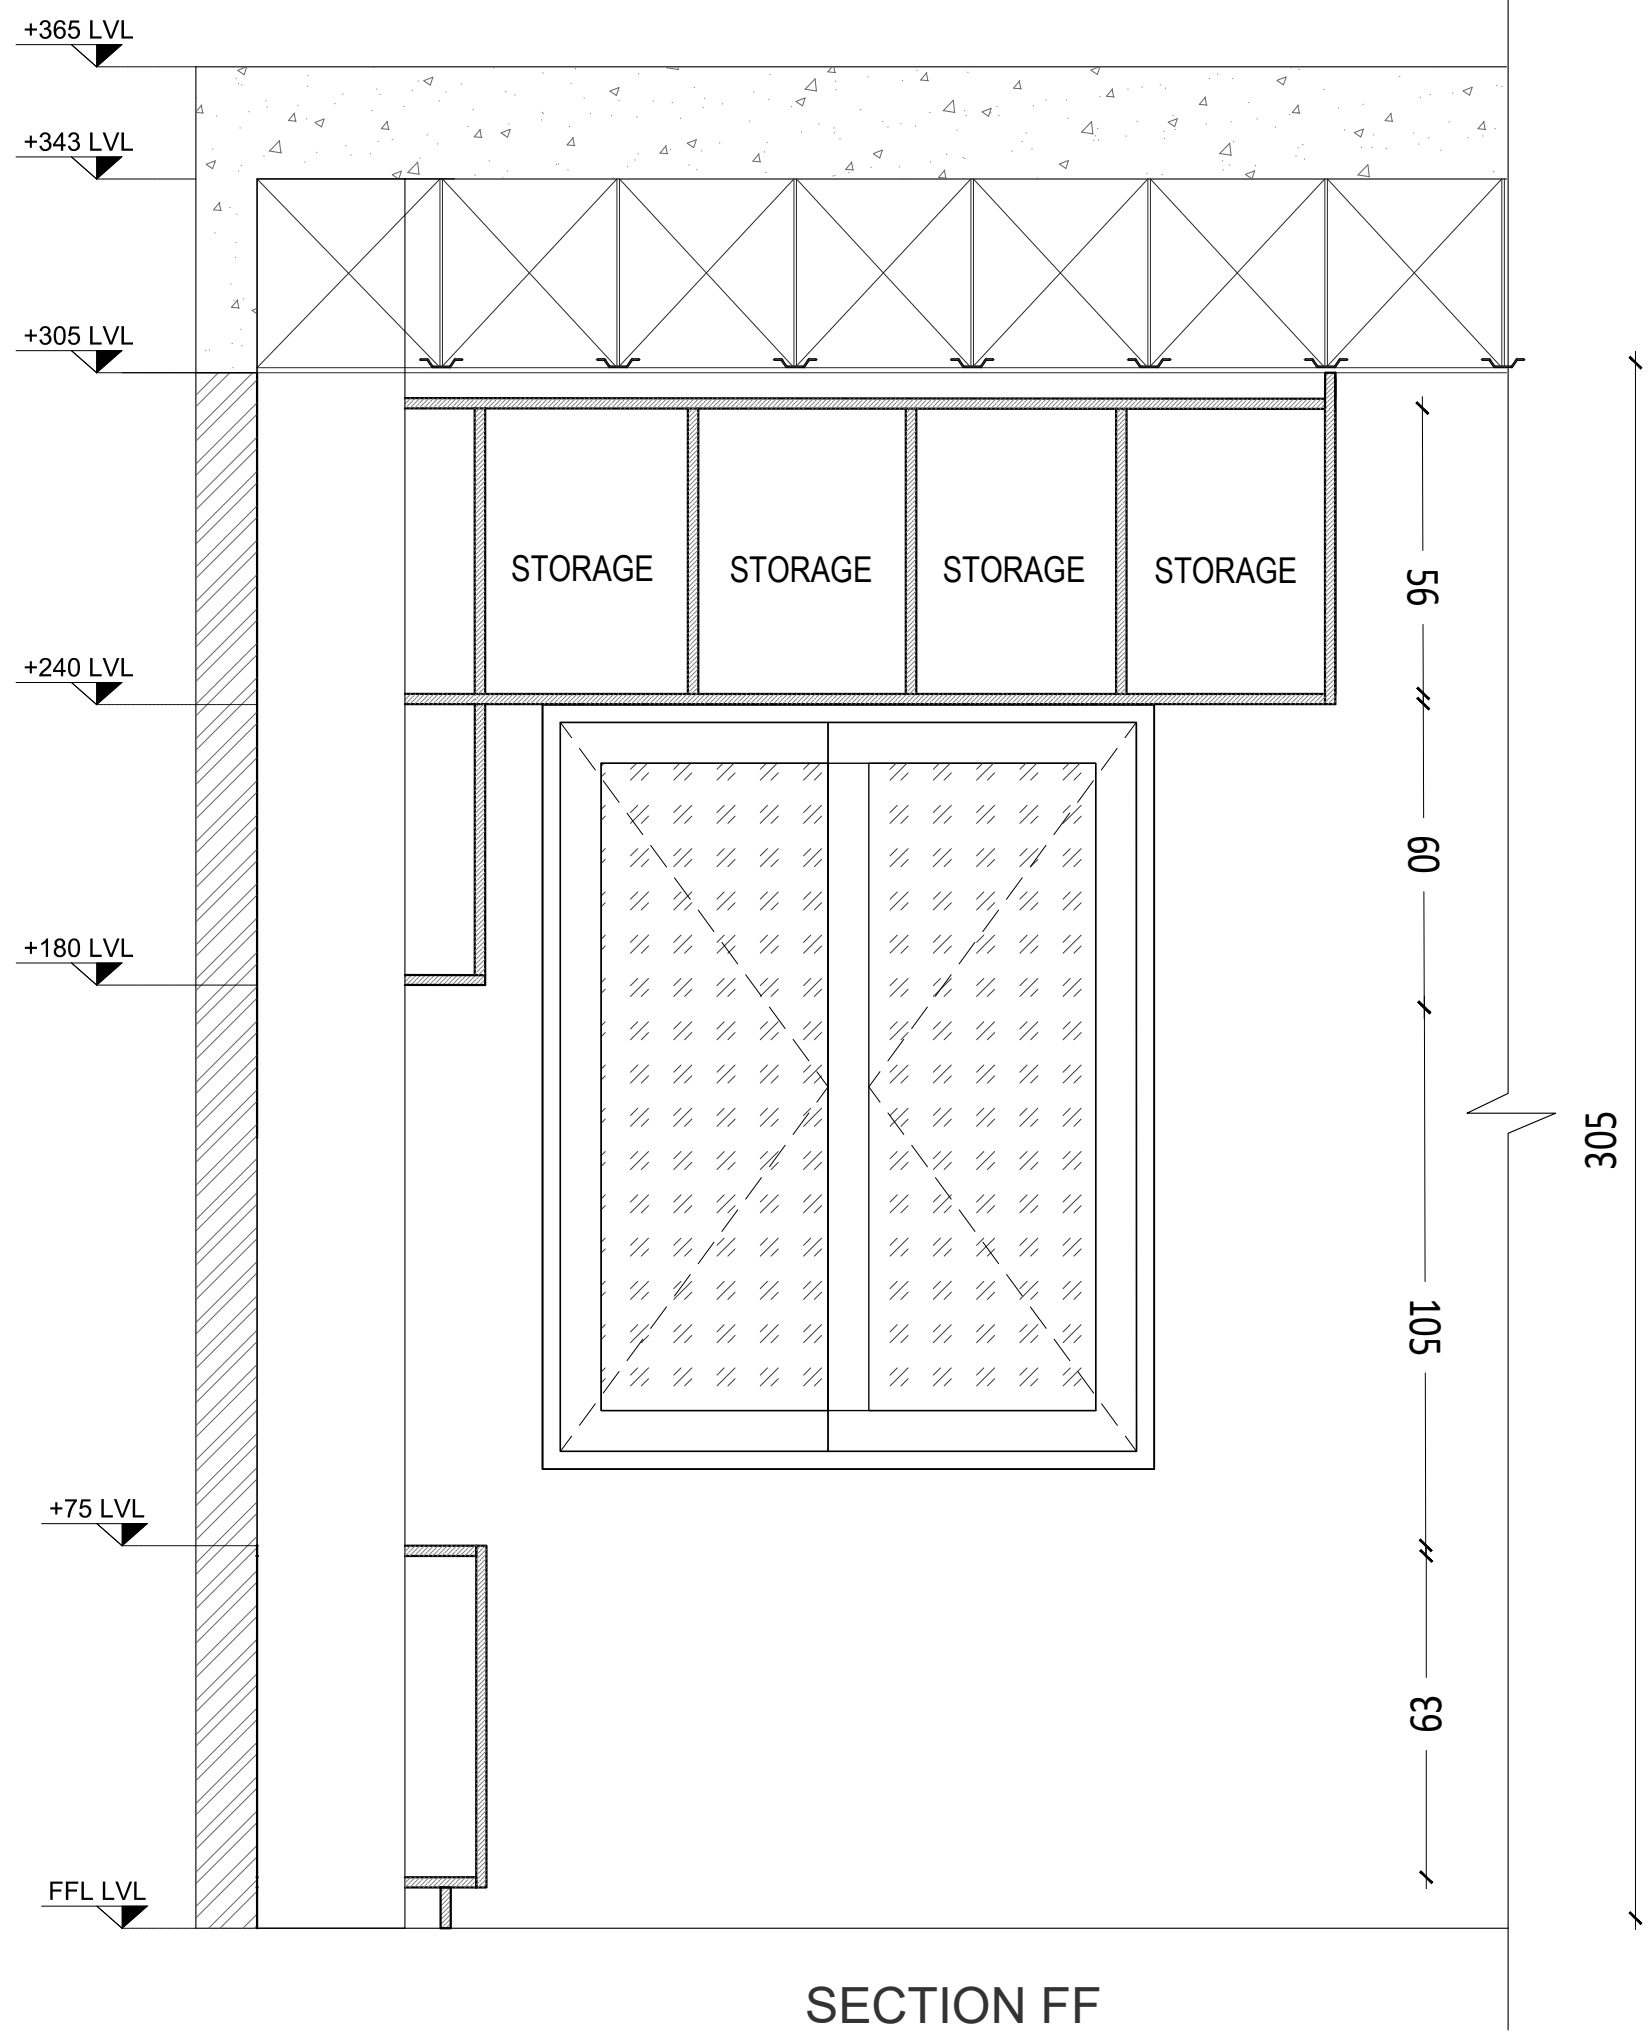 +365 LVL
+343 LVL
+305 LVL
STORAGE STORAGE STORAGE STORAGE
56
+240 LVL
60
+180 LVL
305
105
+75 LVL
63
FFL LVL
SECTION FF